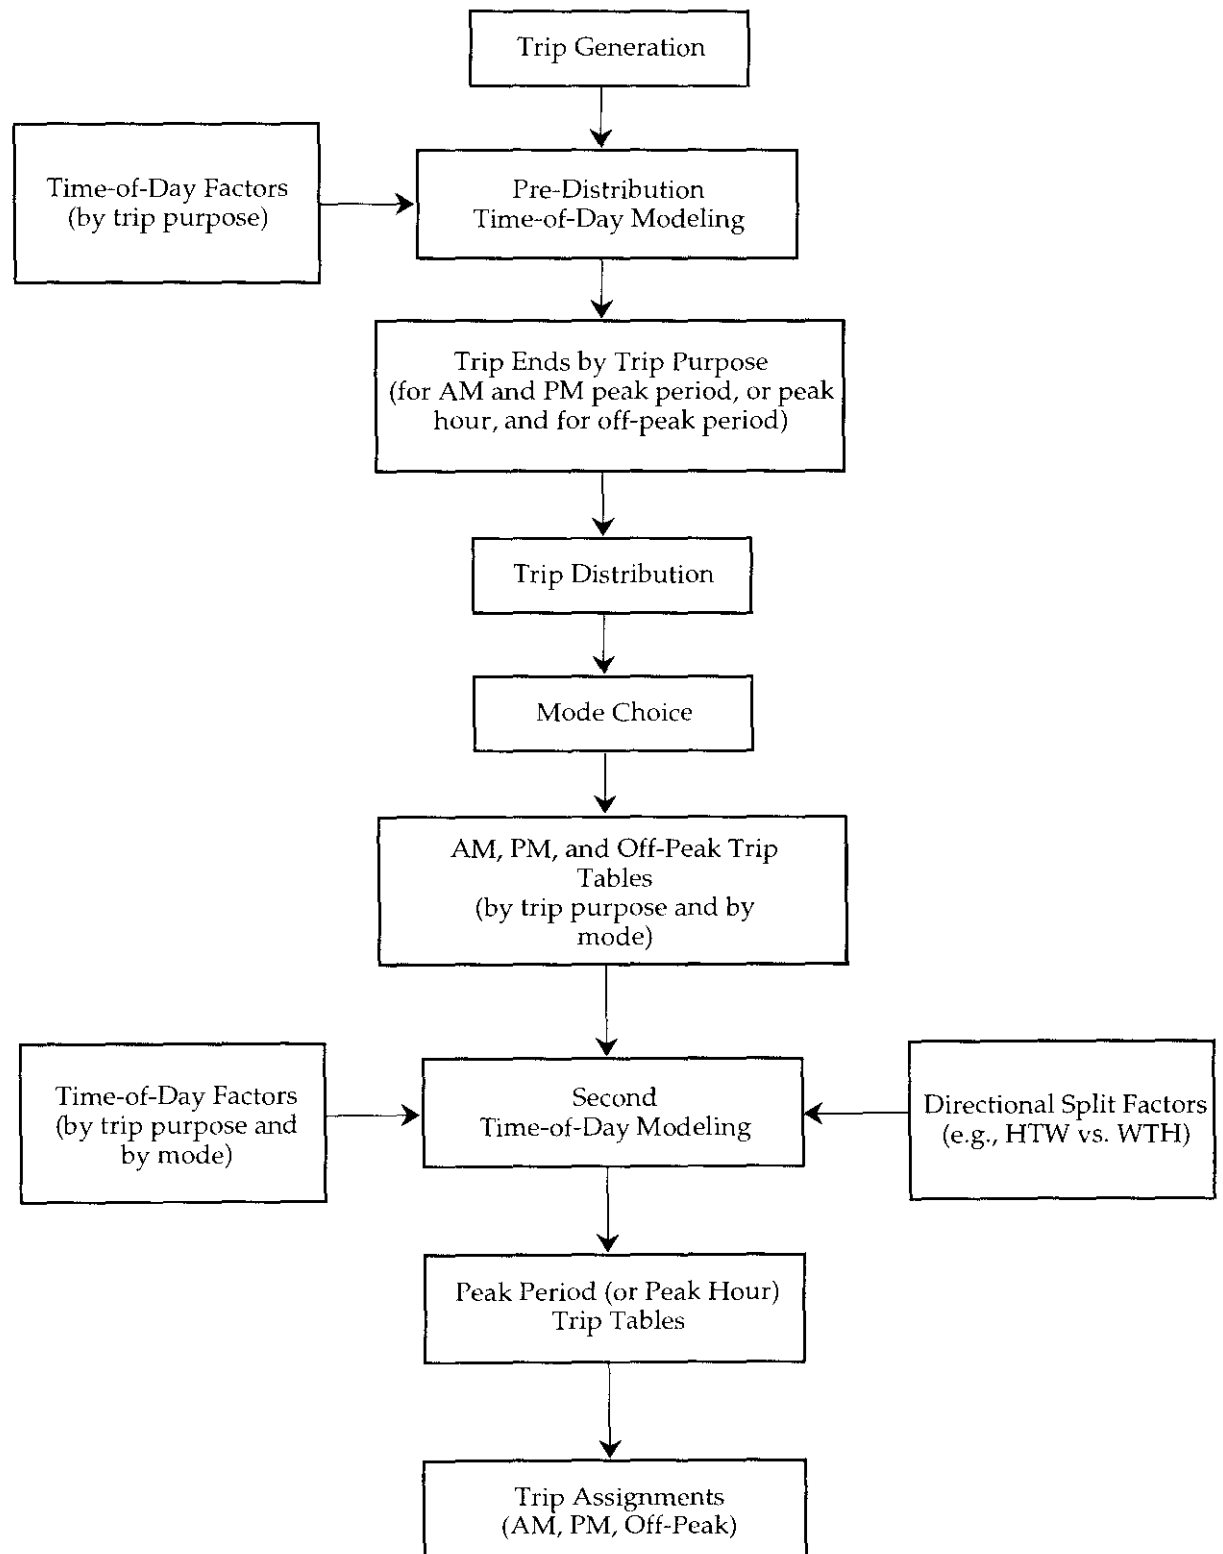 Trip Generation
Time-of-Day Factors
(by trip purpose)
Pre-Distribution
Time-of-Day Modeling
Trip Ends by Trip Purpose
(for AM and PM peak period, or peak
hour, and for off-peak period)
Trip Distribution
Mode Choice
AM, PM, and Off-Peak Trip
Tables
(by trip purpose and by
mode)
Time-of-Day Factors
(by trip purpose and
by mode)
Second
Time-of-Day Modeling
Directional Split Factors
(e.g., HTW vs. WTH)
Peak Period (or Peak Hour)
Trip Tables
Trip Assignments
(AM, PM, Off-Peak)